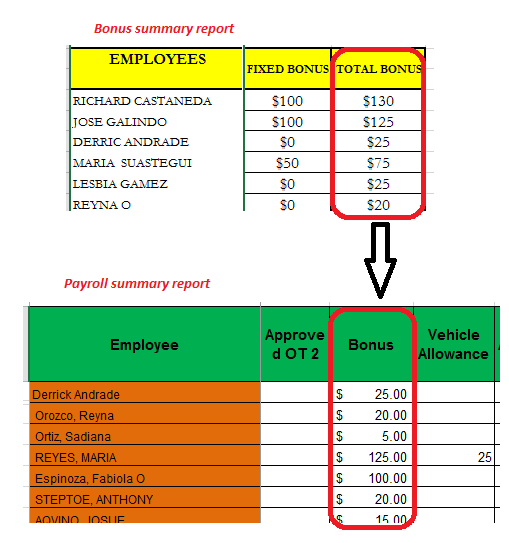 Bonus summary report
EMPLOYEES FIXED BONUS TOTAL BONUS
RICHARD CASTANEDA $100 $130
JOSE GALINDO $100 $125
DERRIC ANDRADE $0 $25
MARIA SUASTEGUI $50 $75
LESBIA GAMEZ $0 $25
REYNA O $0 $20
Payroll summary report
Employee Approve d OT 2 Bonus Vehicle Allowance
Derrick Andrade $ 25.00
Orozco, Reyna $ 20.00
Ortiz, Sadiana $ 5.00
REYES, MARIA $ 125.00 25
Espinoza, Fabiola O $ 100.00
STEPTOE, ANTHONY $ 20.00
AQVINO, JOSUE $ 15.00